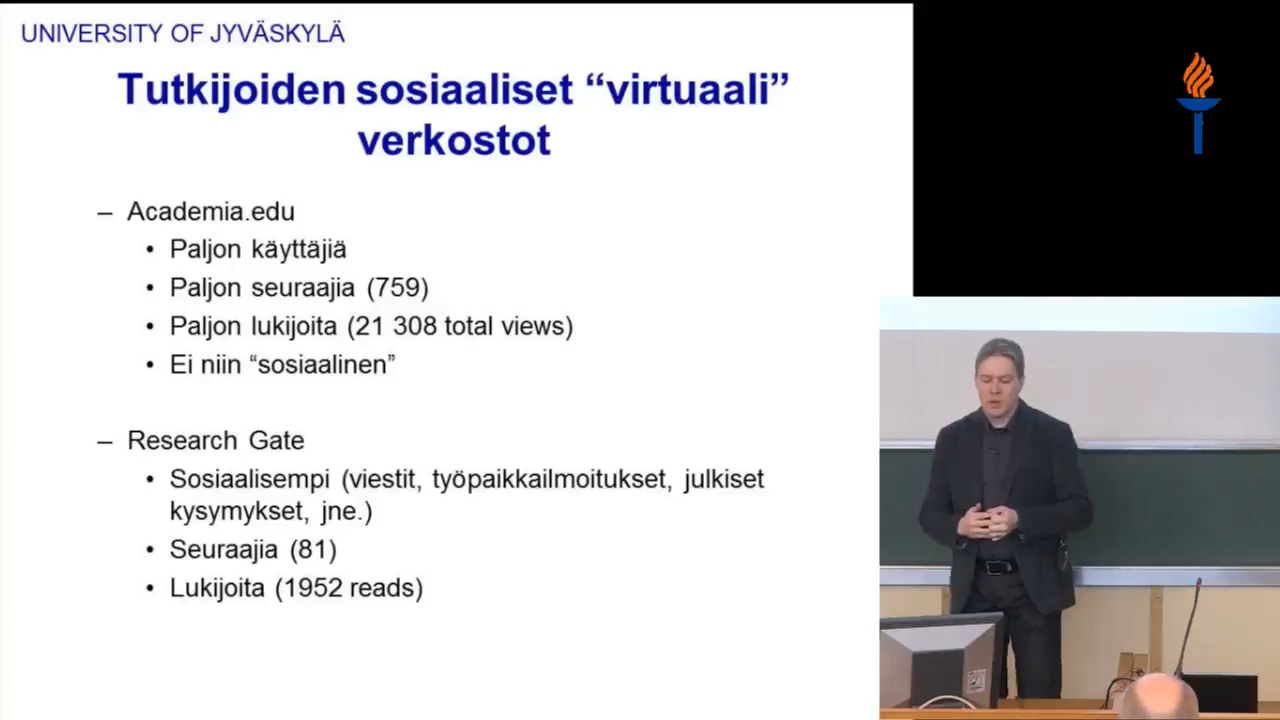 UNIVERSITY OF JYVÄSKYLÄ
Tutkijoiden sosiaaliset “virtuaali”
verkostot
– Academia.edu
• Paljon käyttäjiä
• Paljon seuraajia (759)
• Paljon lukijoita (21 308 total views)
• Ei niin “sosiaalinen”
– Research Gate
• Sosiaalisempi (viestit, työpaikkailmoitukset, julkiset
kysymykset, jne.)
• Seuraajia (81)
• Lukijoita (1952 reads)